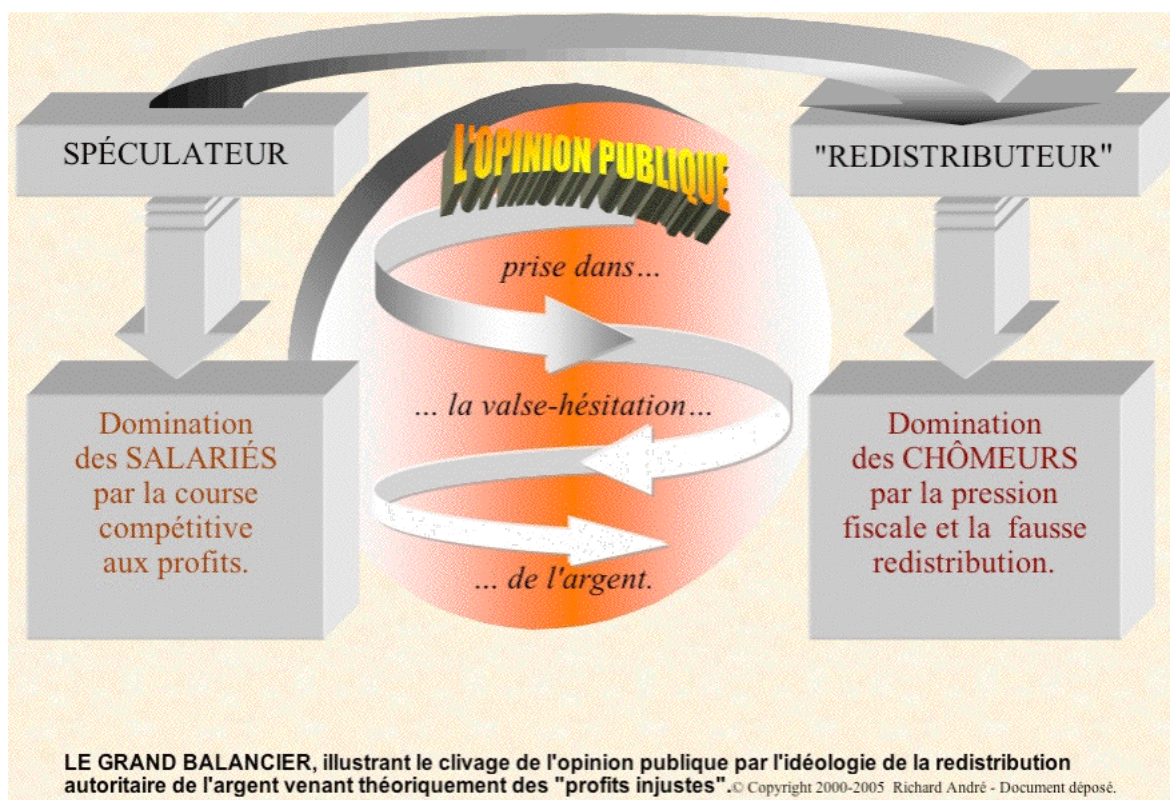 SPÉCULATEUR
L'OPINION PUBLIQUE
"REDISTRIBUTEUR"
prise dans...
... la valse-hésitation...
... de l'argent.
Domination
des SALARIÉS
par la course
compétitive
aux profits.
Domination
des CHÔMEURS
par la pression
fiscale et la fausse
redistribution.
LE GRAND BALANCIER, illustrant le clivage de l'opinion publique par l'idéologie de la redistribution
autoritaire de l'argent venant théoriquement des "profits injustes".© Copyright 2000-2005 Richard André - Document déposé.